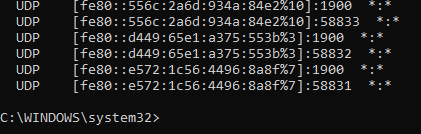 UDP [fe80::556c:2a6d:934a:84e2%10]:1900 *:*
UDP [fe80::556c:2a6d:934a:84e2%10]:58833 *:*
UDP [fe80::d449:65e1:a375:553b%3]:1900 *:*
UDP [fe80::d449:65e1:a375:553b%3]:58832 *:*
UDP [fe80::e572:1c56:4496:8a8f%7]:1900 *:*
UDP [fe80::e572:1c56:4496:8a8f%7]:58831 *:*
C:\WINDOWS\system32>